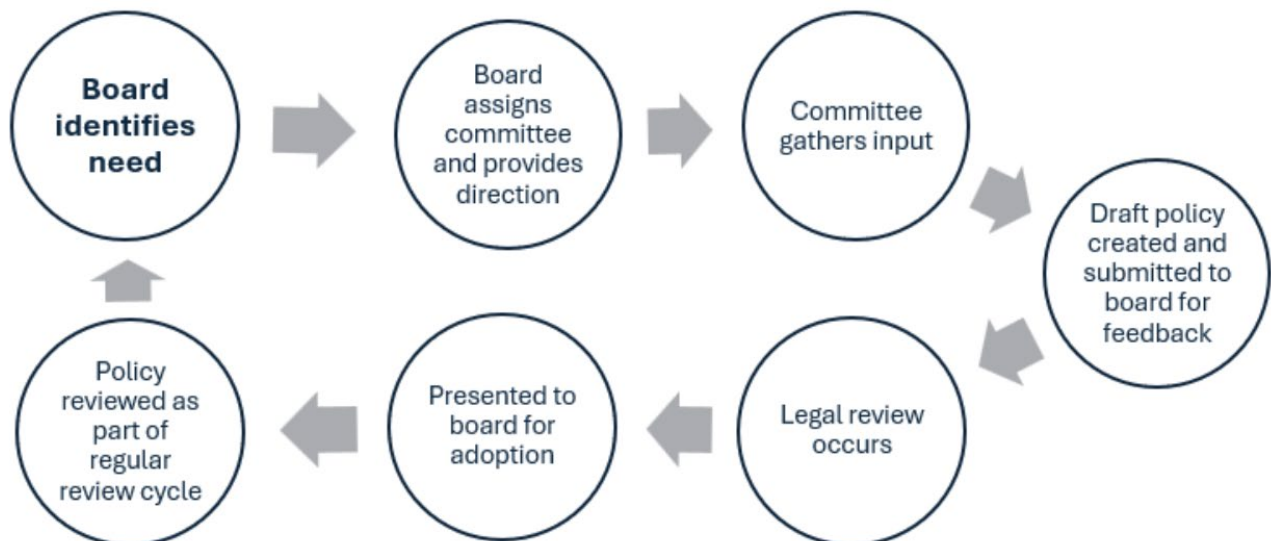 Board
identifies
need
Board
assigns
committee
and provides
direction
Committee
gathers input
Draft policy
created and
submitted to
board for
feedback
Legal review
occurs
Presented to
board for
adoption
Policy
reviewed as
part of
regular
review cycle